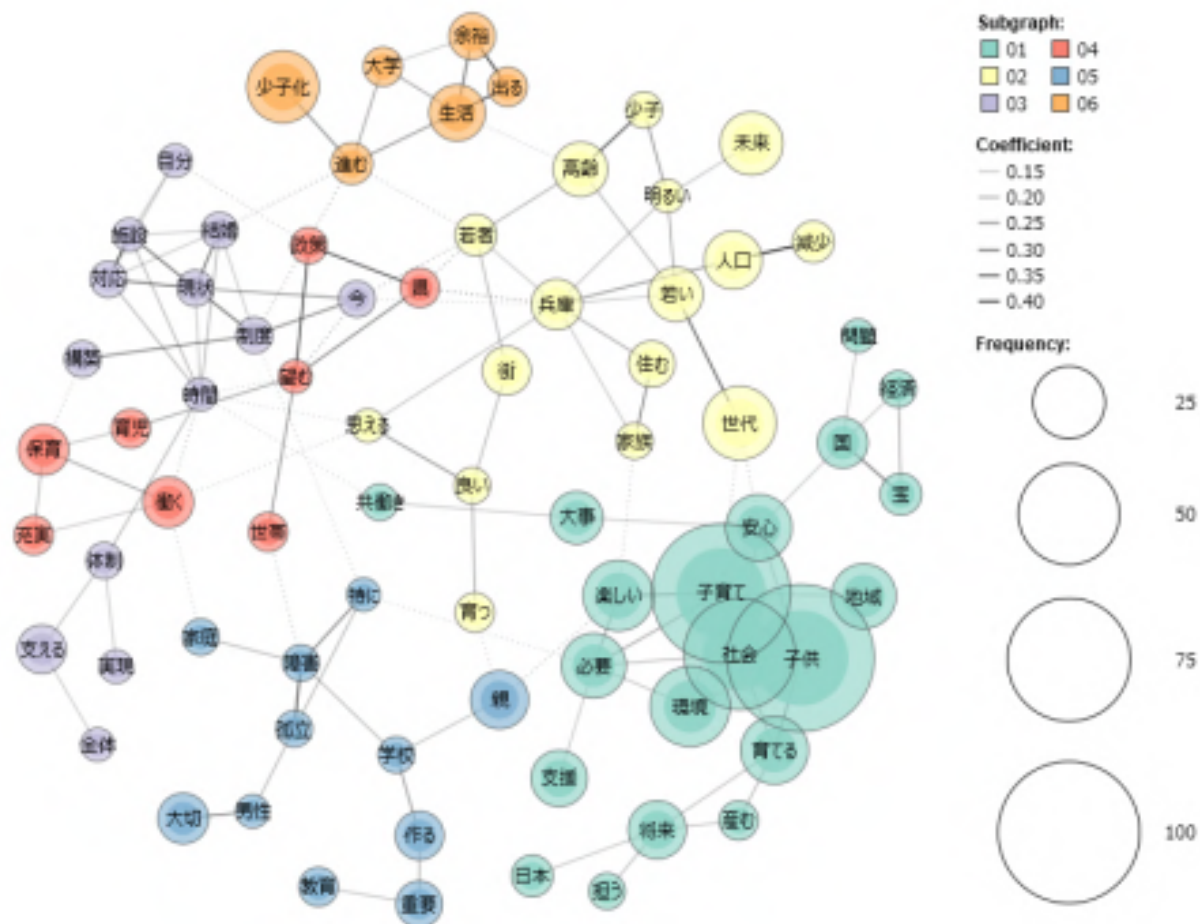 余裕
大学
少子化
出る
生活
進む
少子
未来
高齢
明るい
自分
施設
結婚
政策
若者
減少
人口
対応
現状
今
県
兵庫
若い
制度
問題
構築
望む
街
住む
経済
時間
世代
思える
育児
家族
国
保育
良い
宝
働く
共働き
大事
安心
充実
世帯
体制
特に
楽しい
子育て
地域
育つ
家庭
支える
障害
実現
必要
社会
子供
親
環境
孤立
全体
学校
育てる
支援
大切
男性
作る
将来
産む
教育
重要
日本
担う
Subgraph:
01 04
02 05
03 06
Coefficient:
0.15
0.20
0.25
0.30
0.35
0.40
Frequency:
25
50
75
100